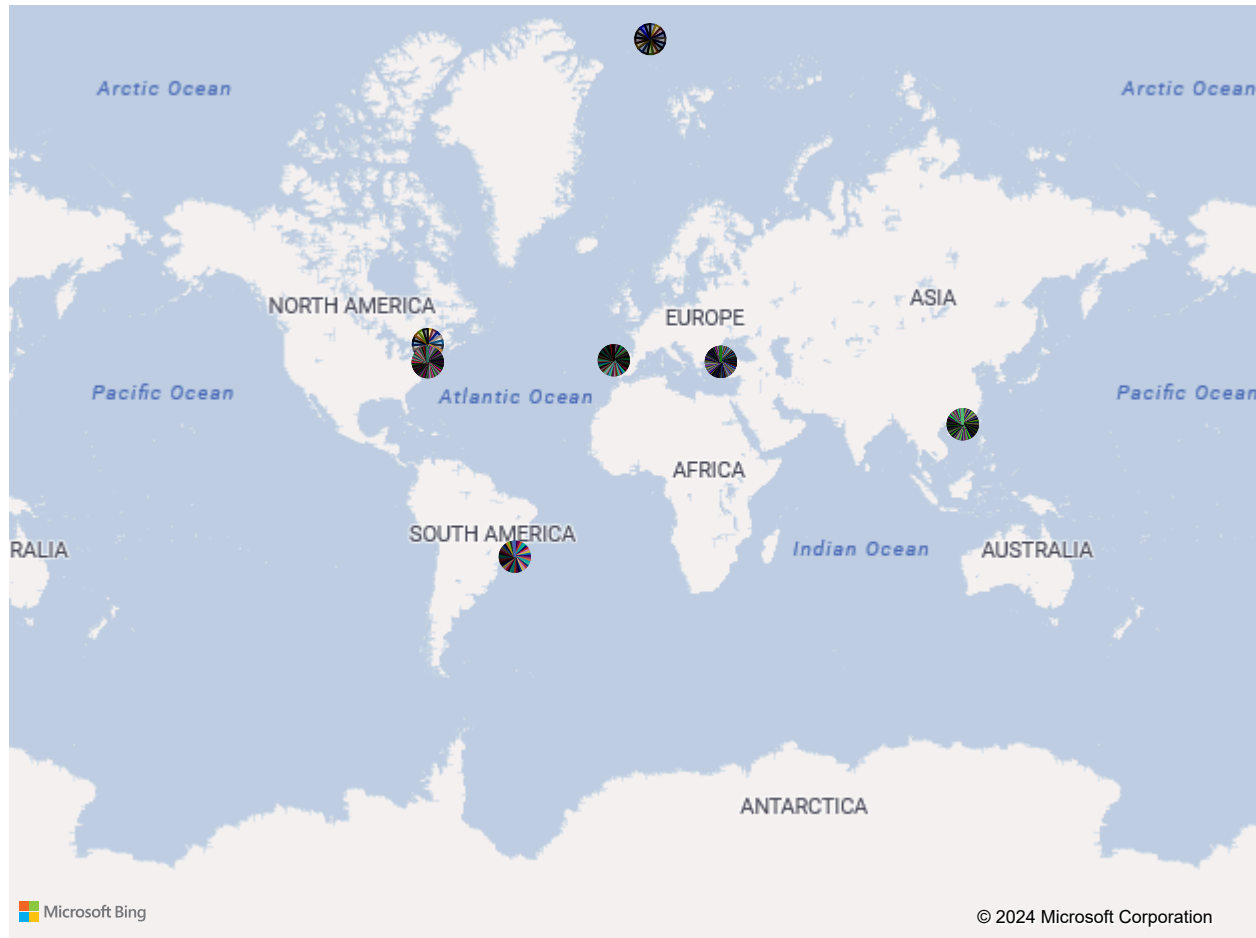 Arctic Ocean
Arctic Ocean
NORTH AMERICA
EUROPE
ASIA
Pacific Ocean
Atlantic Ocean
Pacific Ocean
AFRICA
SOUTH AMERICA
RALIA
Indian Ocean
AUSTRALIA
ANTARCTICA
Microsoft Bing
© 2024 Microsoft Corporation